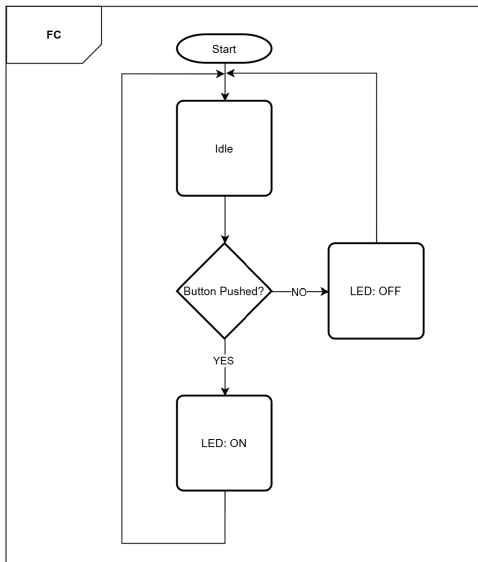 FC
Start
Idle
Button Pushed?
NO
LED: OFF
YES
LED: ON